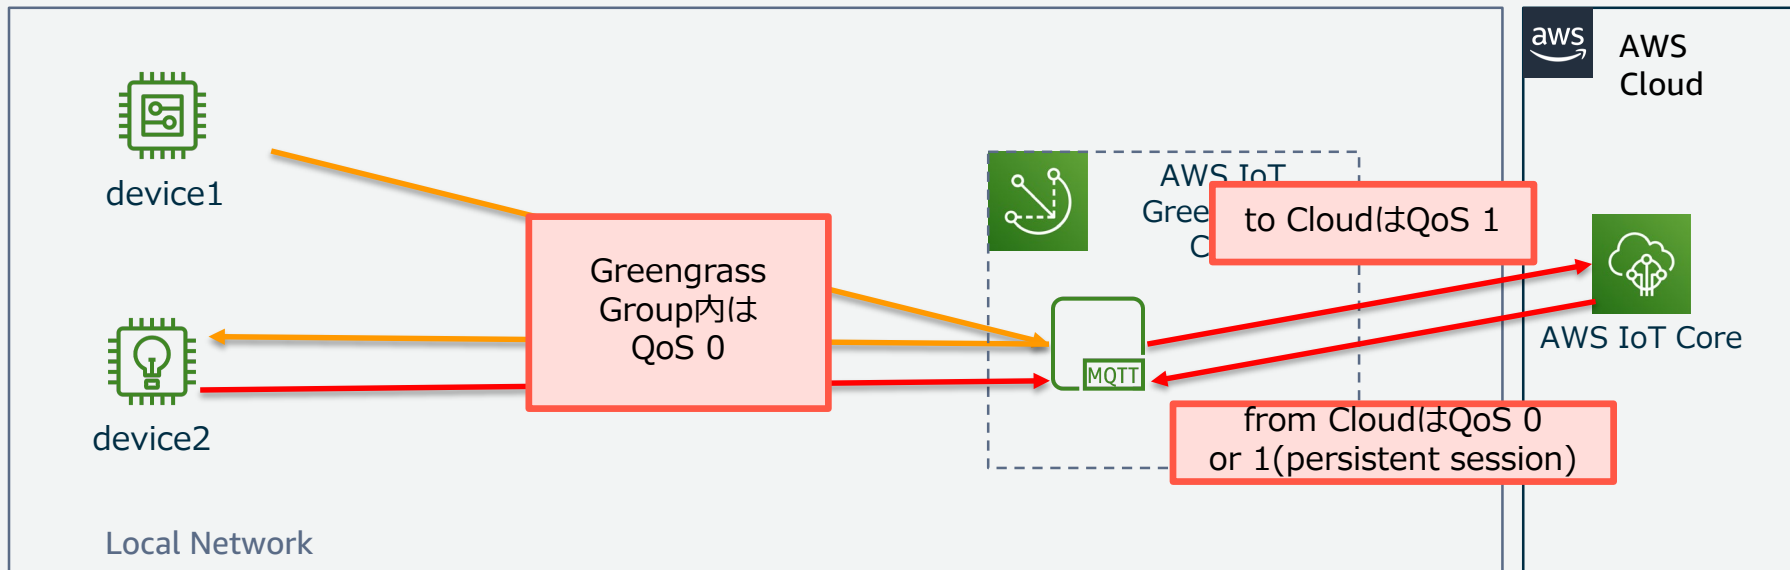 aws
AWS
Cloud
device1
AWS IoT
to CloudはQoS 1
Greengrass
Group内は
QoS 0
MQTT
AWS IoT Core
from CloudはQoS 0
or 1(persistent session)
device2
Local Network